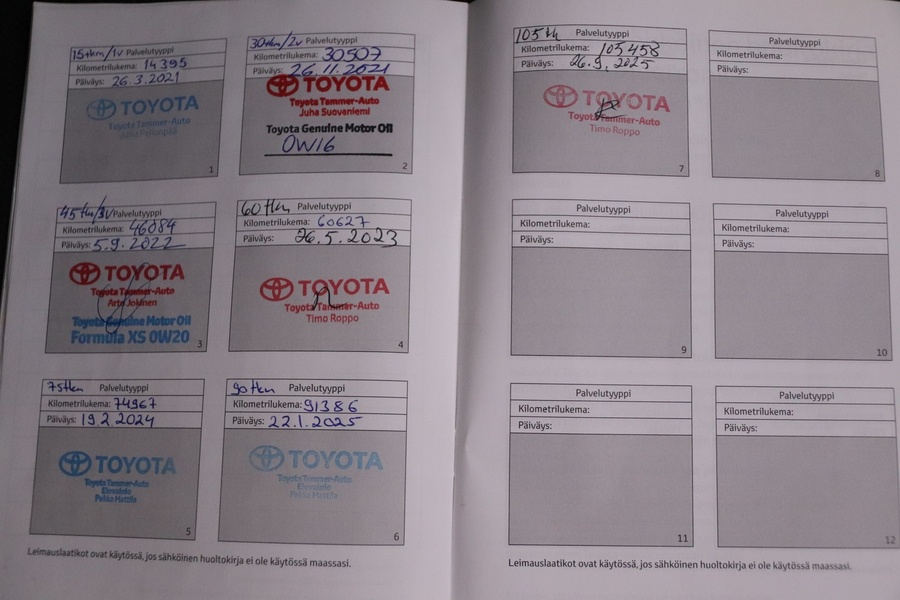 15tkm/1v Palvelutyyppi
Kilometrilukema: 14395
Päiväys: 26.3.2021
TOYOTA
Toyota Tammer-Auto
1
30tkm/2v Palvelutyyppi
Kilometrilukema: 30507
Päiväys: 26.11.2021
TOYOTA
Toyota Tammer-Auto
Juha Suovaniemi
Toyota Genuine Motor Oil
0W16
2
45tkm/3v Palvelutyyppi
Kilometrilukema: 46084
Päiväys: 5.9.2022
TOYOTA
Toyota Tammer-Auto
Arto Jokinen
Toyota Genuine Motor Oil
Formula XS 0W20
3
60tkm Palvelutyyppi
Kilometrilukema: 60627
Päiväys: 26.5.2023
TOYOTA
Toyota Tammer-Auto
Timo Roppo
4
75tkm Palvelutyyppi
Kilometrilukema: 74967
Päiväys: 19 2 2024
TOYOTA
Toyota Tammer-Auto
Pekka Mattila
5
90tkm Palvelutyyppi
Kilometrilukema: 91386
Päiväys: 22.1.2025
TOYOTA
Toyota Tammer-Auto
Pekka Mattila
6
Leimauslaatikot ovat käytössä, jos sähköinen huoltokirja ei ole käytössä maassasi.
105tkm Palvelutyyppi
Kilometrilukema: 105458
Päiväys: 26.9.2025
TOYOTA
Toyota Tammer-Auto
Timo Roppo
7
Palvelutyyppi
Kilometrilukema:
Päiväys:
8
Palvelutyyppi
Kilometrilukema:
Päiväys:
9
Palvelutyyppi
Kilometrilukema:
Päiväys:
10
Palvelutyyppi
Kilometrilukema:
Päiväys:
11
Palvelutyyppi
Kilometrilukema:
Päiväys:
12
Leimauslaatikot ovat käytössä, jos sähköinen huoltokirja ei ole käytössä maassasi.